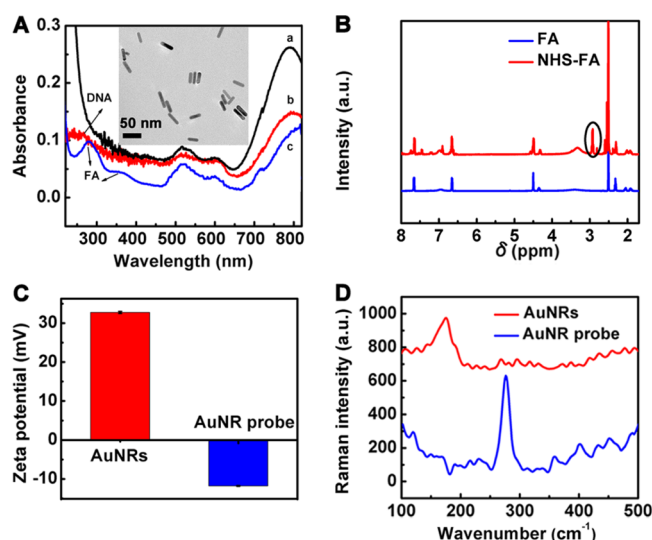 A
0.3
0.2
0.1
0.0
Absorbance
DNA
FA
50 nm
a
b
c
300 400 500 600 700 800
Wavelength (nm)
B
FA
NHS-FA
Intensity (a.u.)
8 7 6 5 4 3 2
δ (ppm)
C
30
20
10
0
-10
Zeta potential (mV)
AuNR probe
AuNRs
D
AuNRs
AuNR probe
1000
800
600
400
200
0
Raman intensity (a.u.)
100 200 300 400 500
Wavenumber (cm⁻¹)